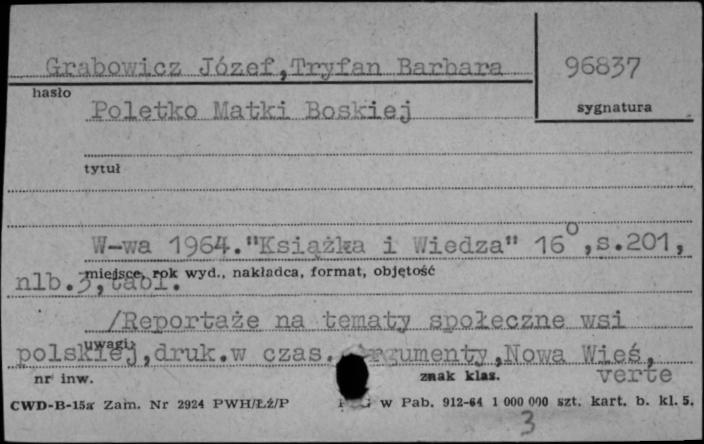 Grabowicz Józef,Tryfan Barbara
96837
hasło
sygnatura
Poletko Matki Boskiej
tytuł
W-wa 1964."Książka i Wiedza" 16°,s.201,
miejsce, rok wyd., nakładca, format, objętość
nlb.3,tabl.
/Reportaże na tematy społeczne wsi
uwagi:
polskiej,druk.w czas. Argumenty,Nowa Wieś,
nr inw.
znak klas.
verte
CWD-B-15a Zam. Nr 2924 PWH/Łź/P
w Pab. 912-64 1 000 000 szt. kart. b. kl. 5.
3